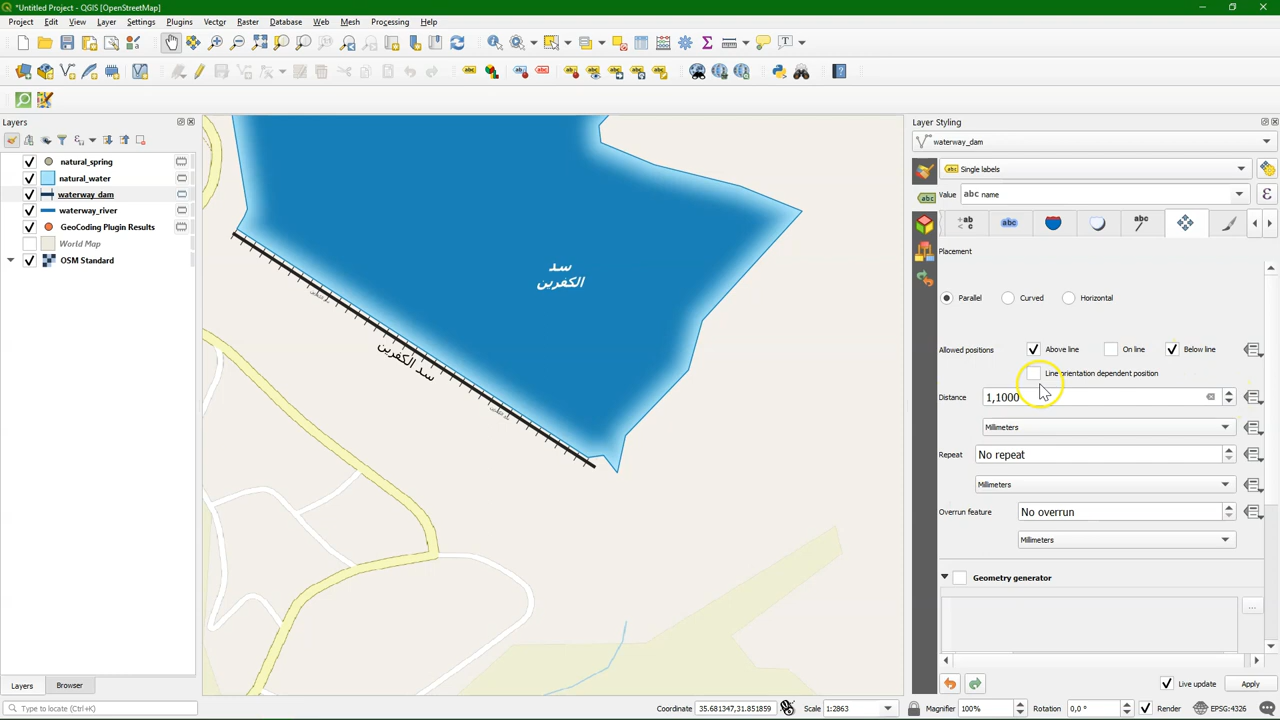 *Untitled Project - QGIS [OpenStreetMap]
Project Edit View Layer Settings Plugins Vector Raster Database Web Mesh Processing Help
Layers
natural_spring
natural_water
waterway_dam
waterway_river
GeoCoding Plugin Results
World Map
OSM Standard
سد
الكفرين
سد الكفرين
Layer Styling
waterway_dam
abc Single labels
Value abc name
Placement
Parallel Curved Horizontal
Allowed positions Above line On line Below line
Line orientation dependent position
Distance 1,1000
Millimeters
Repeat No repeat
Millimeters
Overrun feature No overrun
Millimeters
Geometry generator
...
Live update Apply
Layers Browser
Type to locate (Ctrl+K) Coordinate 35.681347,31.851859 Scale 1:2863 Magnifier 100% Rotation 0,0 ° Render EPSG:4326